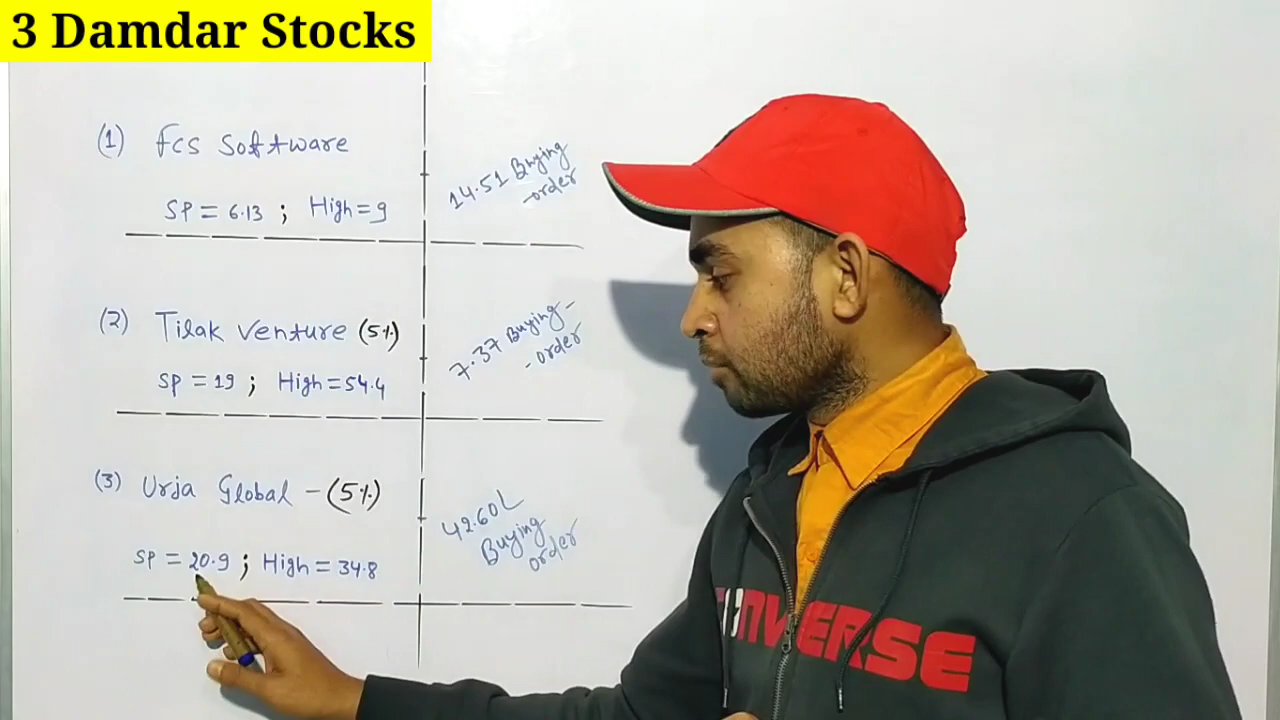 3 Damdar Stocks
(1) Fcs Software
SP = 6.13 ; High = 9
14.51 Buying
-order
(2) Tilak Venture (5%)
SP = 19 ; High = 54.4
7.37 Buying -
- order
(3) Urja Global - (5%)
SP = 20.9 ; High = 34.8
42.60L
Buying
order
CONVERSE